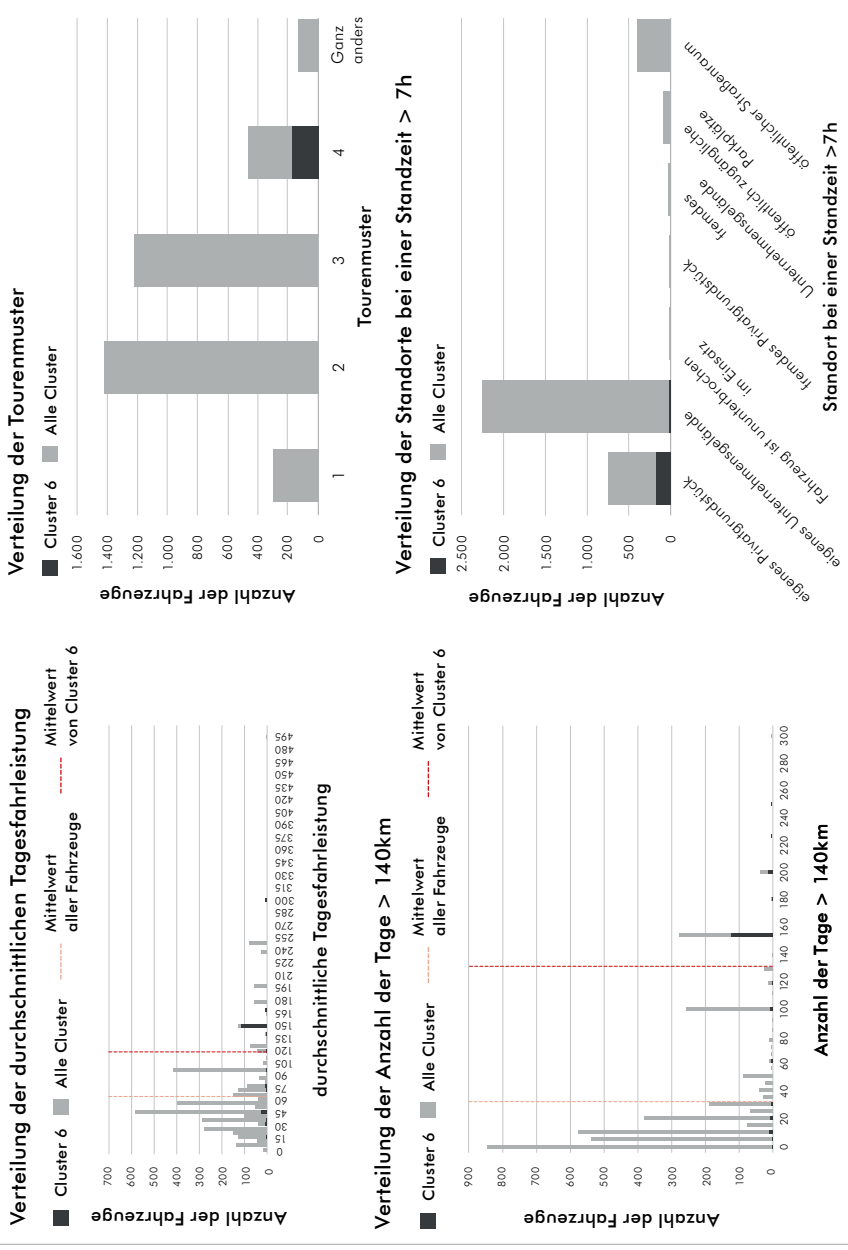 Verteilung der durchschnittlichen Tagesfahrleistung
Cluster 6
Alle Cluster
Mittelwert
aller Fahrzeuge
Mittelwert
von Cluster 6
Anzahl der Fahrzeuge
700
600
500
400
300
200
100
0
0 15 30 45 60 75 90 105 120 135 150 165 180 195 210 225 240 255 270 285 300 315 330 345 360 375 390 405 420 435 450 465 480 495
durchschnittliche Tagesfahrleistung
Verteilung der Tourenmuster
Cluster 6
Alle Cluster
Anzahl der Fahrzeuge
1.600
1.400
1.200
1.000
800
600
400
200
0
1 2 3 4 Ganz
anders
Tourenmuster
Verteilung der Anzahl der Tage > 140km
Cluster 6
Alle Cluster
Mittelwert
aller Fahrzeuge
Mittelwert
von Cluster 6
Anzahl der Fahrzeuge
900
800
700
600
500
400
300
200
100
0
0 20 40 60 80 100 120 140 160 180 200 220 240 260 280 300
Anzahl der Tage > 140km
Verteilung der Standorte bei einer Standzeit > 7h
Cluster 6
Alle Cluster
Anzahl der Fahrzeuge
2.500
2.000
1.500
1.000
500
0
eigenes Privatgrundstück
eigenes Unternehmensgelände
Fahrzeug ist ununterbrochen
im Einsatz
fremdes Privatgrundstück
fremdes
Unternehmensgelände
öffentlich zugängliche
Parkplätze
öffentlicher Straßenraum
Standort bei einer Standzeit >7h